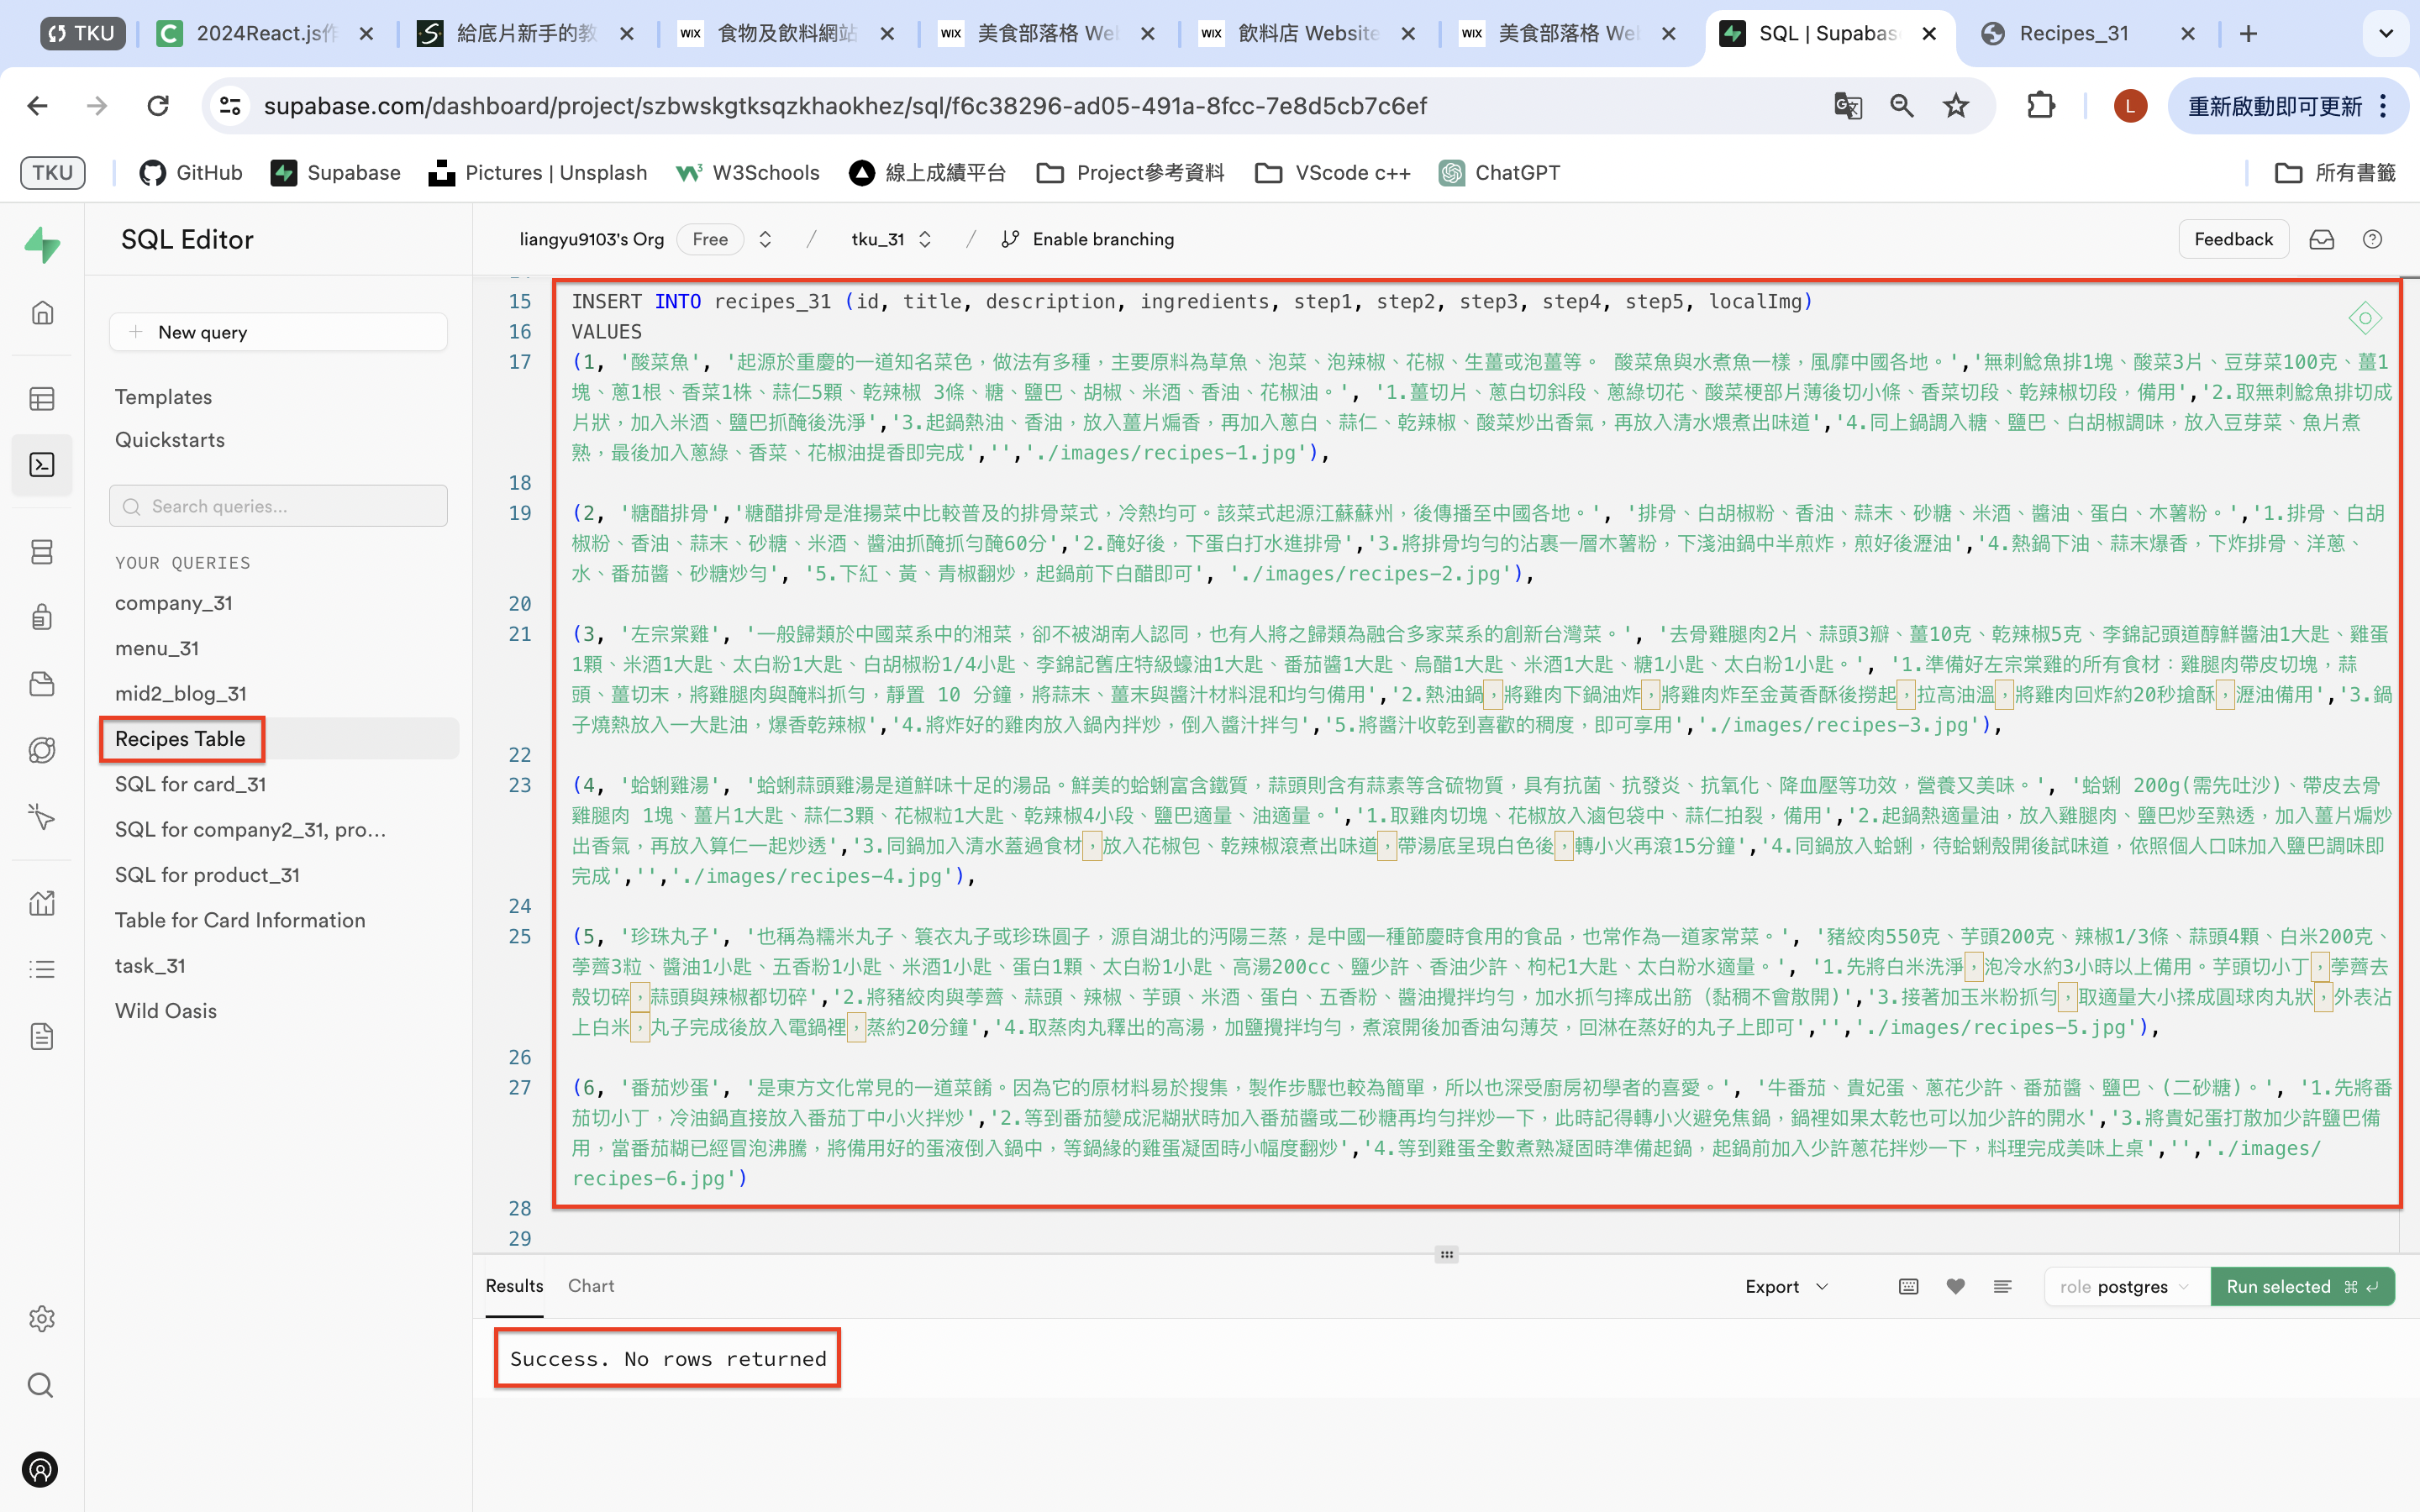 TKU
2024React.js作
給底片新手的教
WIX 食物及飲料網站
WIX 美食部落格 We
WIX 飲料店 Website
WIX 美食部落格 We
SQL | Supabas
Recipes_31
supabase.com/dashboard/project/szbwskgtksqzkhaokhez/sql/f6c38296-ad05-491a-8fcc-7e8d5cb7c6ef
L
重新啟動即可更新
TKU
GitHub
Supabase
Pictures | Unsplash
W3Schools
線上成績平台
Project參考資料
VScode c++
ChatGPT
所有書籤
SQL Editor
liangyu9103's Org Free / tku_31 / Enable branching
Feedback
New query
Templates
Quickstarts
Search queries...
YOUR QUERIES
company_31
menu_31
mid2_blog_31
Recipes Table
SQL for card_31
SQL for company2_31, pro...
SQL for product_31
Table for Card Information
task_31
Wild Oasis
15 INSERT INTO recipes_31 (id, title, description, ingredients, step1, step2, step3, step4, step5, localImg)
16 VALUES
17 (1, '酸菜魚', '起源於重慶的一道知名菜色，做法有多種，主要原料為草魚、泡菜、泡辣椒、花椒、生薑或泡薑等。 酸菜魚與水煮魚一樣，風靡中國各地。','無刺鯰魚排1塊、酸菜3片、豆芽菜100克、薑1
塊、蔥1根、香菜1株、蒜仁5顆、乾辣椒 3條、糖、鹽巴、胡椒、米酒、香油、花椒油。', '1.薑切片、蔥白切斜段、蔥綠切花、酸菜梗部片薄後切小條、香菜切段、乾辣椒切段，備用','2.取無刺鯰魚排切成
片狀，加入米酒、鹽巴抓醃後洗淨','3.起鍋熱油、香油，放入薑片煸香，再加入蔥白、蒜仁、乾辣椒、酸菜炒出香氣，再放入清水煨煮出味道','4.同上鍋調入糖、鹽巴、白胡椒調味，放入豆芽菜、魚片煮
熟，最後加入蔥綠、香菜、花椒油提香即完成','','./images/recipes-1.jpg'),
18
19 (2, '糖醋排骨','糖醋排骨是淮揚菜中比較普及的排骨菜式，冷熱均可。該菜式起源江蘇蘇州，後傳播至中國各地。', '排骨、白胡椒粉、香油、蒜末、砂糖、米酒、醬油、蛋白、木薯粉。','1.排骨、白胡
椒粉、香油、蒜末、砂糖、米酒、醬油抓醃抓勻醃60分','2.醃好後，下蛋白打水進排骨','3.將排骨均勻的沾裹一層木薯粉，下淺油鍋中半煎炸，煎好後瀝油','4.熱鍋下油、蒜末爆香，下炸排骨、洋蔥、
水、番茄醬、砂糖炒勻', '5.下紅、黃、青椒翻炒，起鍋前下白醋即可', './images/recipes-2.jpg'),
20
21 (3, '左宗棠雞', '一般歸類於中國菜系中的湘菜，卻不被湖南人認同，也有人將之歸類為融合多家菜系的創新台灣菜。', '去骨雞腿肉2片、蒜頭3瓣、薑10克、乾辣椒5克、李錦記頭道醇鮮醬油1大匙、雞蛋
1顆、米酒1大匙、太白粉1大匙、白胡椒粉1/4小匙、李錦記舊庄特級蠔油1大匙、番茄醬1大匙、烏醋1大匙、米酒1大匙、糖1小匙、太白粉1小匙。', '1.準備好左宗棠雞的所有食材：雞腿肉帶皮切塊，蒜
頭、薑切末，將雞腿肉與醃料抓勻，靜置 10 分鐘，將蒜末、薑末與醬汁材料混和均勻備用','2.熱油鍋，將雞肉下鍋油炸，將雞肉炸至金黃香酥後撈起，拉高油溫，將雞肉回炸約20秒搶酥，瀝油備用','3.鍋
子燒熱放入一大匙油，爆香乾辣椒','4.將炸好的雞肉放入鍋內拌炒，倒入醬汁拌勻','5.將醬汁收乾到喜歡的稠度，即可享用','./images/recipes-3.jpg'),
22
23 (4, '蛤蜊雞湯', '蛤蜊蒜頭雞湯是道鮮味十足的湯品。鮮美的蛤蜊富含鐵質，蒜頭則含有蒜素等含硫物質，具有抗菌、抗發炎、抗氧化、降血壓等功效，營養又美味。', '蛤蜊 200g(需先吐沙)、帶皮去骨
雞腿肉 1塊、薑片1大匙、蒜仁3顆、花椒粒1大匙、乾辣椒4小段、鹽巴適量、油適量。','1.取雞肉切塊、花椒放入滷包袋中、蒜仁拍裂，備用','2.起鍋熱適量油，放入雞腿肉、鹽巴炒至熟透，加入薑片煸炒
出香氣，再放入算仁一起炒透','3.同鍋加入清水蓋過食材，放入花椒包、乾辣椒滾煮出味道，帶湯底呈現白色後，轉小火再滾15分鐘','4.同鍋放入蛤蜊，待蛤蜊殼開後試味道，依照個人口味加入鹽巴調味即
完成','','./images/recipes-4.jpg'),
24
25 (5, '珍珠丸子', '也稱為糯米丸子、簑衣丸子或珍珠圓子，源自湖北的沔陽三蒸，是中國一種節慶時食用的食品，也常作為一道家常菜。', '豬絞肉550克、芋頭200克、辣椒1/3條、蒜頭4顆、白米200克、
荸薺3粒、醬油1小匙、五香粉1小匙、米酒1小匙、蛋白1顆、太白粉1小匙、高湯200cc、鹽少許、香油少許、枸杞1大匙、太白粉水適量。', '1.先將白米洗淨，泡冷水約3小時以上備用。芋頭切小丁，荸薺去
殼切碎，蒜頭與辣椒都切碎','2.將豬絞肉與荸薺、蒜頭、辣椒、芋頭、米酒、蛋白、五香粉、醬油攪拌均勻，加水抓勻摔成出筋 (黏稠不會散開)','3.接著加玉米粉抓勻，取適量大小揉成圓球肉丸狀，外表沾
上白米，丸子完成後放入電鍋裡，蒸約20分鐘','4.取蒸肉丸釋出的高湯，加鹽攪拌均勻，煮滾開後加香油勾薄芡，回淋在蒸好的丸子上即可','','./images/recipes-5.jpg'),
26
27 (6, '番茄炒蛋', '是東方文化常見的一道菜餚。因為它的原材料易於搜集，製作步驟也較為簡單，所以也深受廚房初學者的喜愛。', '牛番茄、貴妃蛋、蔥花少許、番茄醬、鹽巴、(二砂糖)。', '1.先將番
茄切小丁，冷油鍋直接放入番茄丁中小火拌炒','2.等到番茄變成泥糊狀時加入番茄醬或二砂糖再均勻拌炒一下，此時記得轉小火避免焦鍋，鍋裡如果太乾也可以加少許的開水','3.將貴妃蛋打散加少許鹽巴備
用，當番茄糊已經冒泡沸騰，將備用好的蛋液倒入鍋中，等鍋緣的雞蛋凝固時小幅度翻炒','4.等到雞蛋全數煮熟凝固時準備起鍋，起鍋前加入少許蔥花拌炒一下，料理完成美味上桌','','./images/
recipes-6.jpg')
28
29
Results
Chart
Export
role postgres
Run selected ⌘ ↵
Success. No rows returned